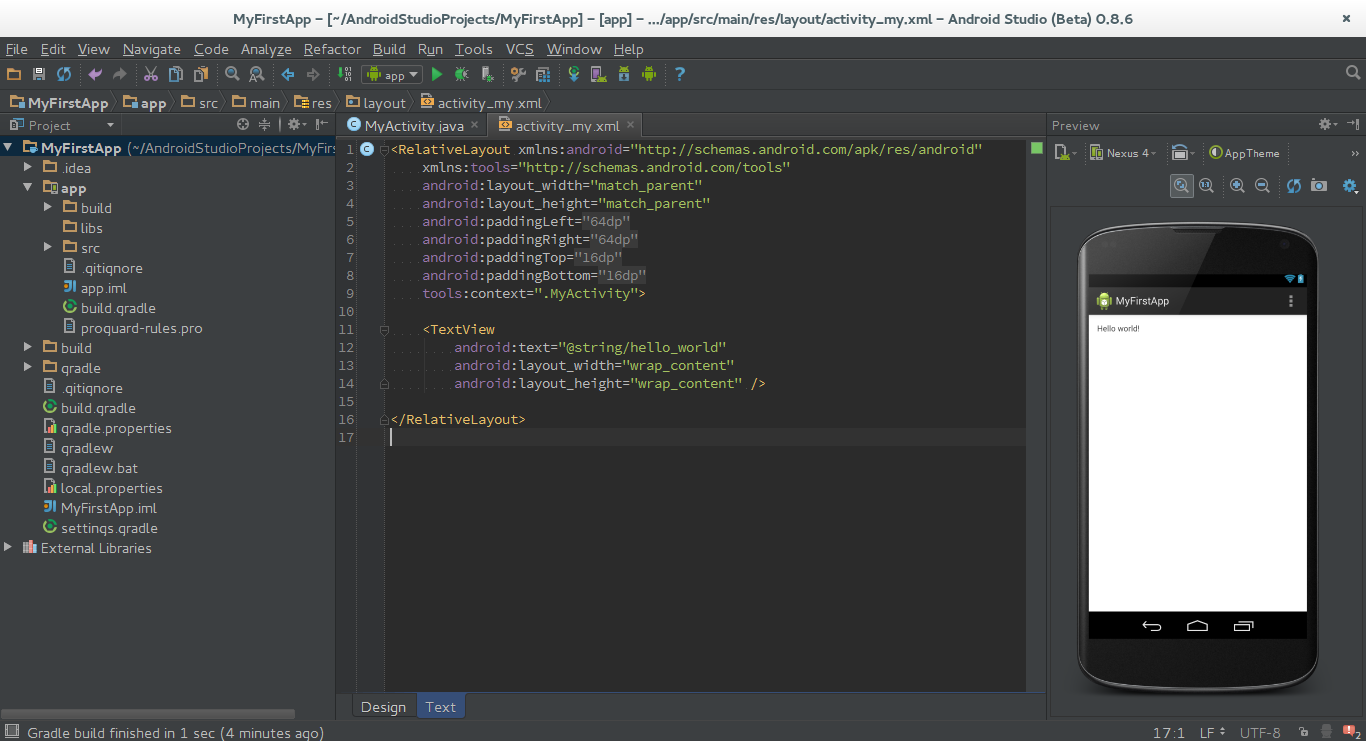 MyFirstApp – [~/AndroidStudioProjects/MyFirstApp] – [app] – .../app/src/main/res/layout/activity_my.xml – Android Studio (Beta) 0.8.6
File Edit View Navigate Code Analyze Refactor Build Run Tools VCS Window Help
app
MyFirstApp app src main res layout activity_my.xml
Project
MyFirstApp (~/AndroidStudioProjects/MyFirs
.idea
app
build
libs
src
.gitignore
app.iml
build.gradle
proguard-rules.pro
build
gradle
.gitignore
build.gradle
gradle.properties
gradlew
gradlew.bat
local.properties
MyFirstApp.iml
settings.gradle
External Libraries
MyActivity.java activity_my.xml
1 <RelativeLayout xmlns:android="http://schemas.android.com/apk/res/android"
2 xmlns:tools="http://schemas.android.com/tools"
3 android:layout_width="match_parent"
4 android:layout_height="match_parent"
5 android:paddingLeft="64dp"
6 android:paddingRight="64dp"
7 android:paddingTop="16dp"
8 android:paddingBottom="16dp"
9 tools:context=".MyActivity">
10
11 <TextView
12 android:text="@string/hello_world"
13 android:layout_width="wrap_content"
14 android:layout_height="wrap_content" />
15
16 </RelativeLayout>
17
Design Text
Preview
Nexus 4 AppTheme
MyFirstApp
Hello world!
Gradle build finished in 1 sec (4 minutes ago)
17:1 LF UTF-8 2